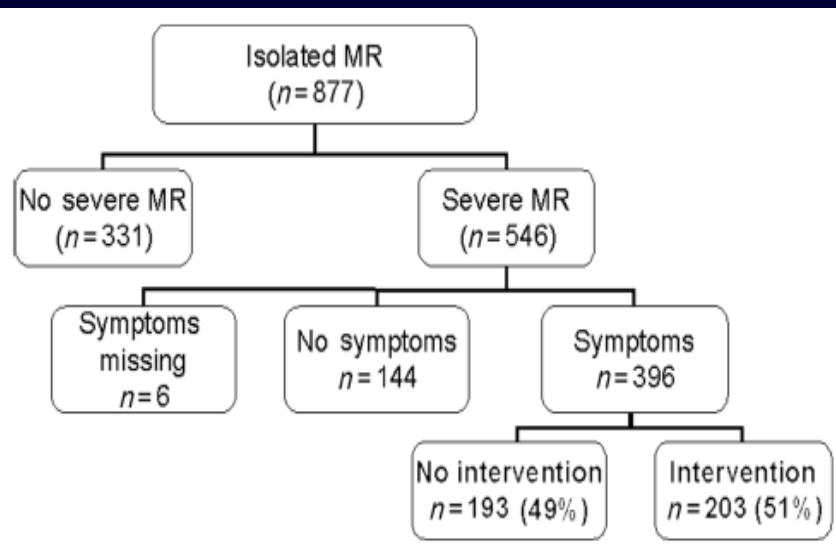 Isolated MR
(n=877)
No severe MR
(n=331)
Severe MR
(n=546)
Symptoms
missing
n=6
No symptoms
n=144
Symptoms
n=396
No intervention
n=193 (49%)
Intervention
n=203 (51%)